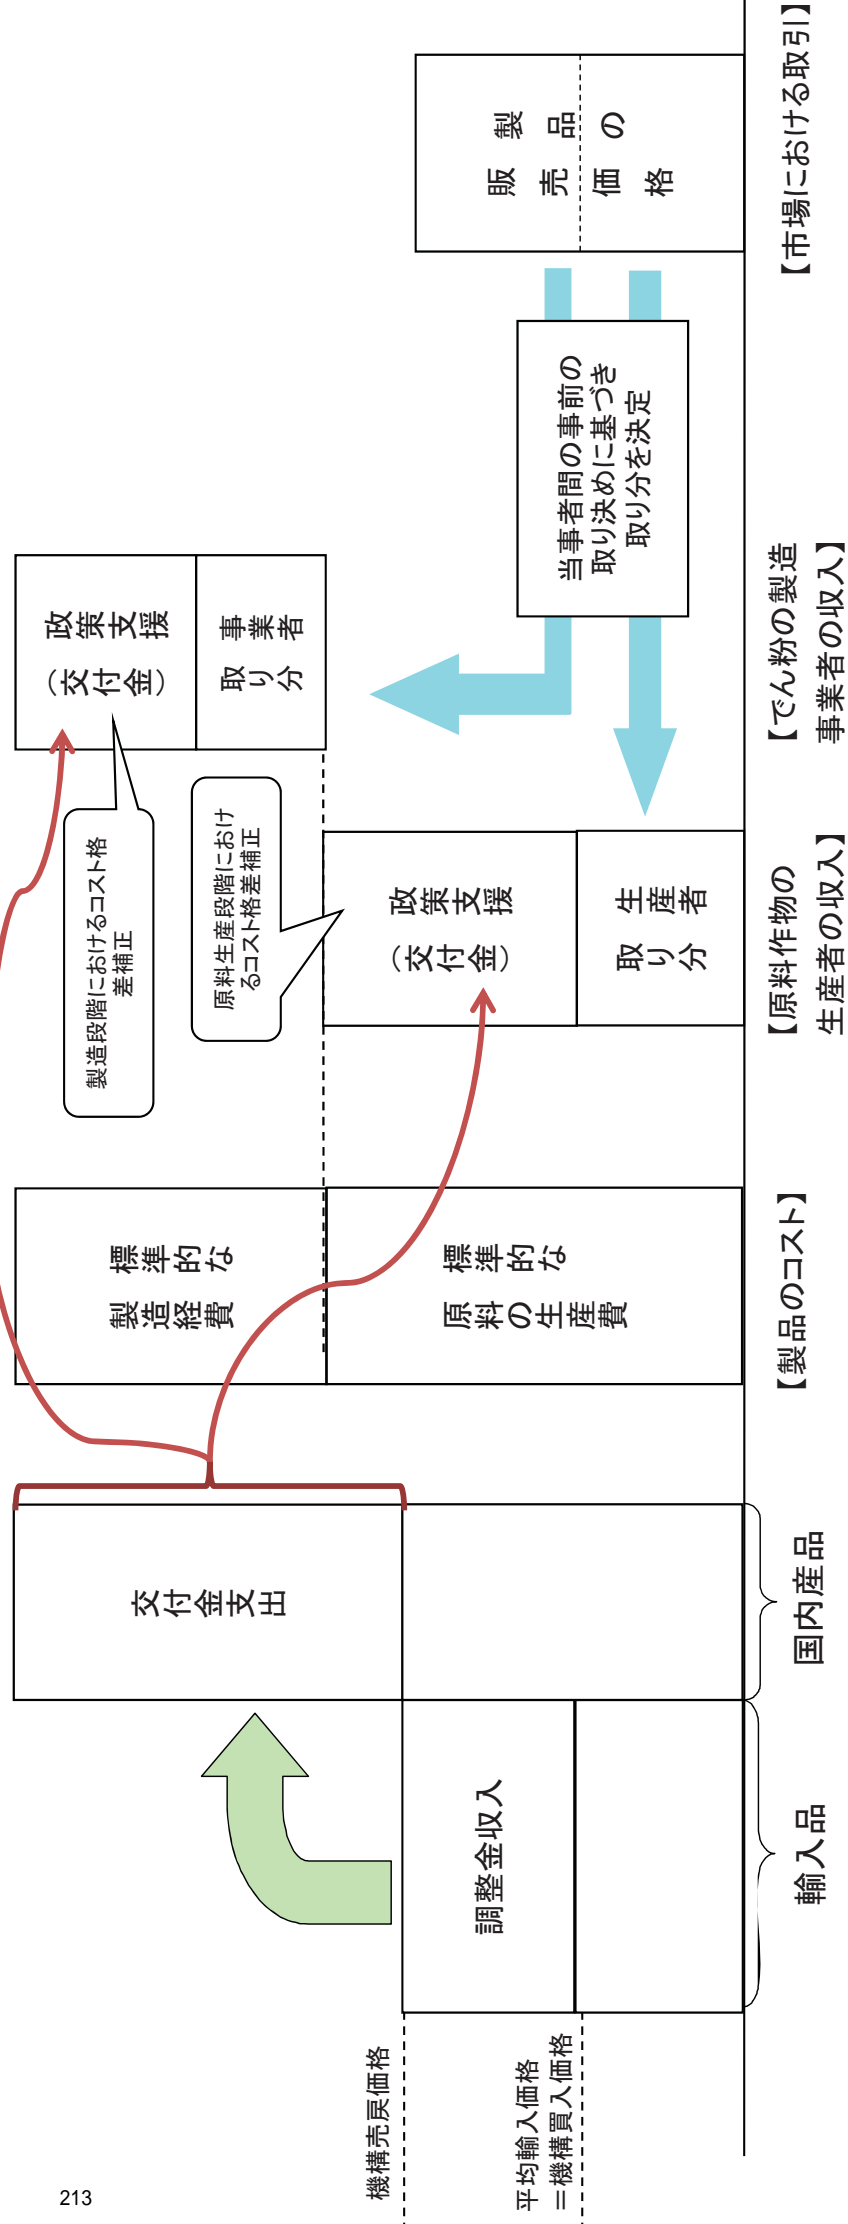 機構売戻価格
平均輸入価格
＝機構買入価格
調整金収入
輸入品
交付金支出
国内産品
標準的な
製造経費
標準的な
原料の生産費
【製品のコスト】
製造段階におけるコスト格
差補正
原料生産段階におけ
るコスト格差補正
政策支援
（交付金）
生産者
取り分
【原料作物の
生産者の収入】
政策支援
（交付金）
事業者
取り分
【でん粉の製造
事業者の収入】
当事者間の事前の
取り決めに基づき
取り分を決定
製品の
販売価格
【市場における取引】
213